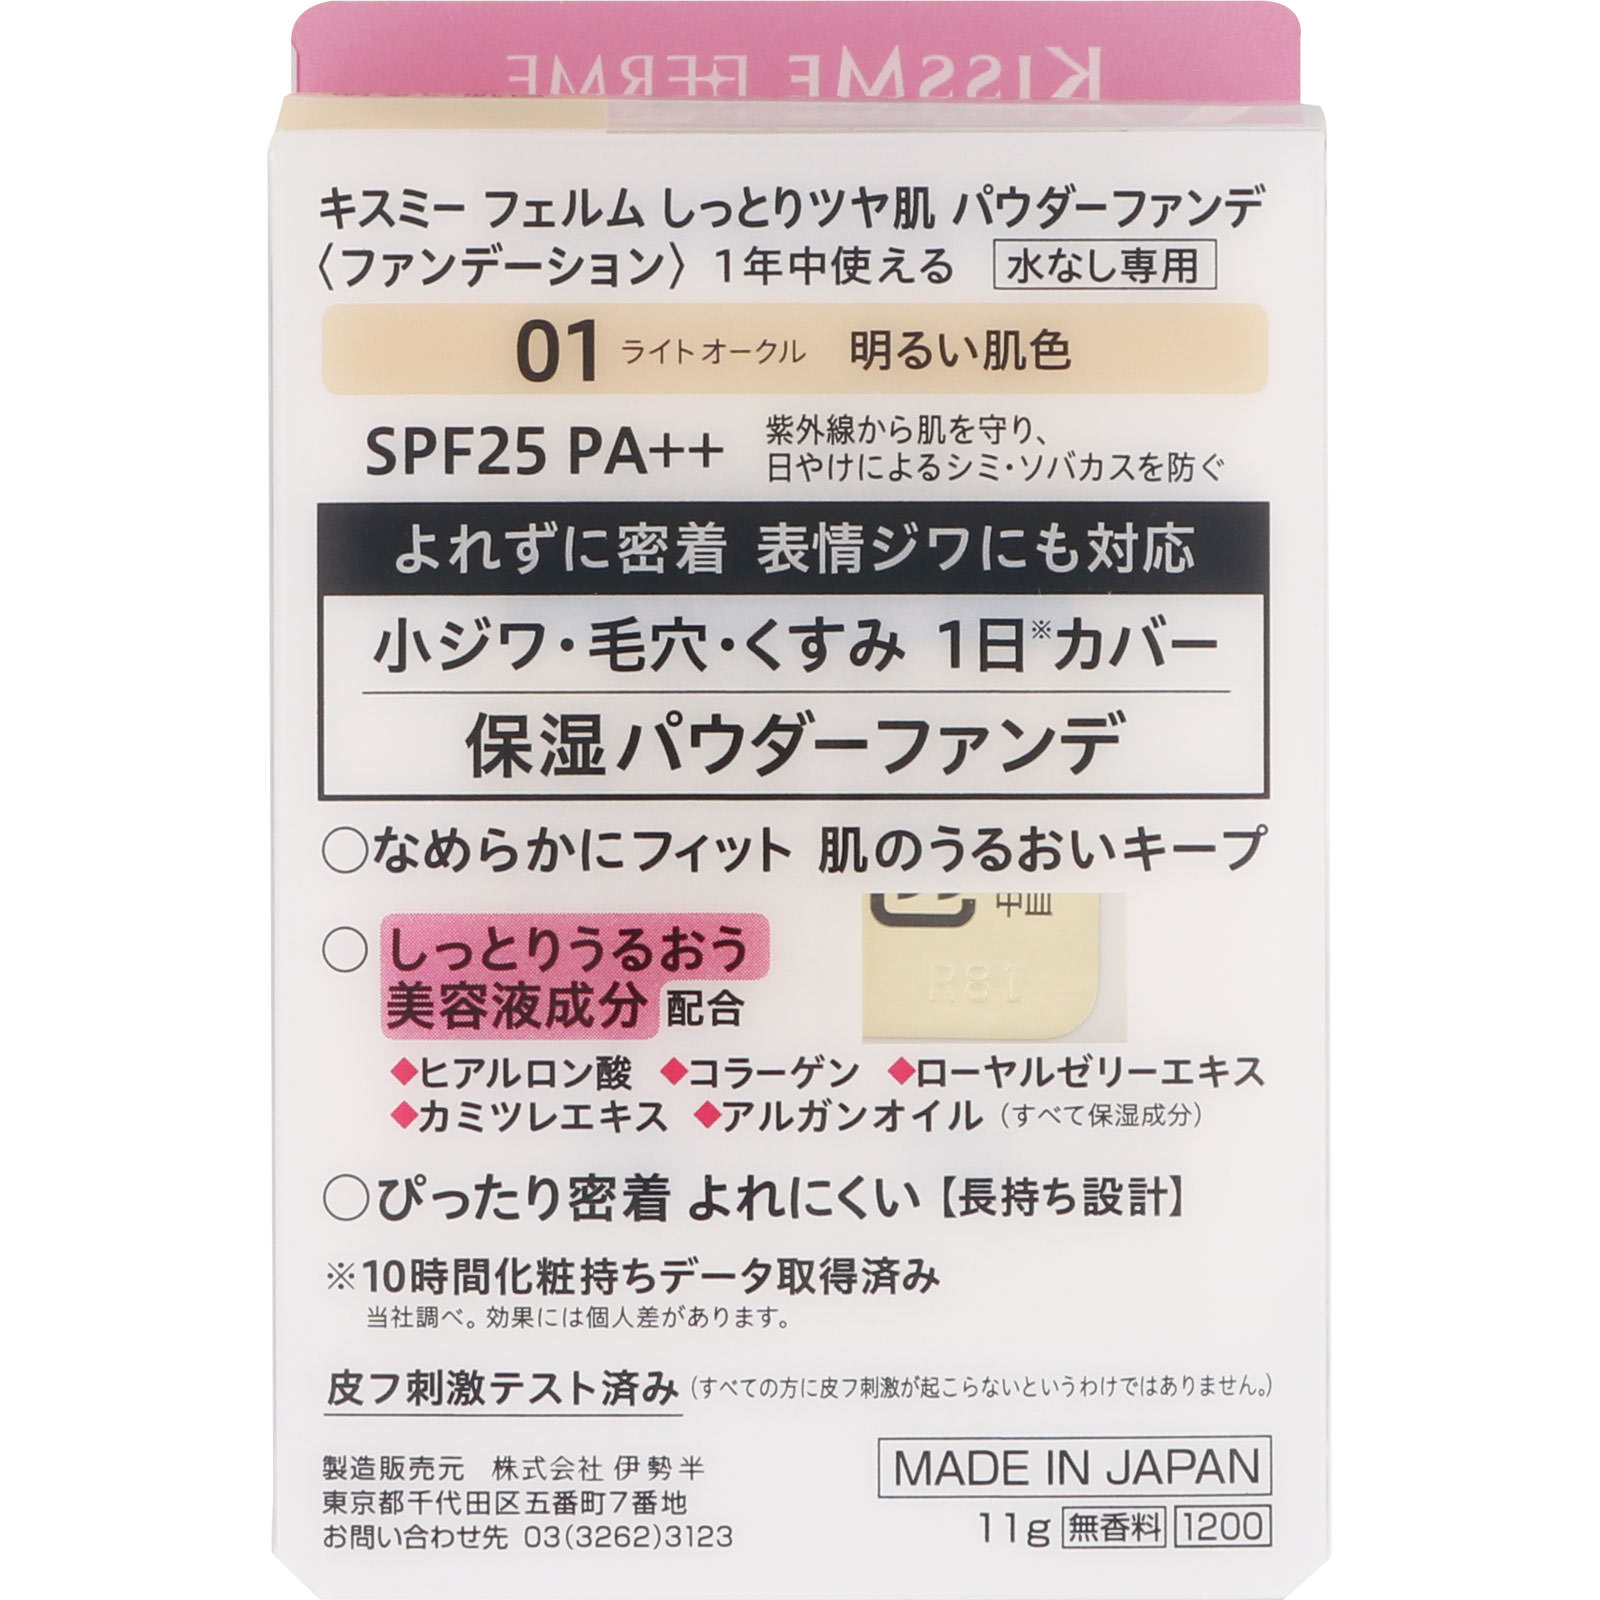 KISSME FERME
キスミー フェルム しっとりツヤ肌 パウダーファンデ
〈ファンデーション〉 1年中使える 水なし専用
01 ライトオークル 明るい肌色
SPF25 PA++
紫外線から肌を守り、
日やけによるシミ・ソバカスを防ぐ
よれずに密着 表情ジワにも対応
小ジワ・毛穴・くすみ 1日※カバー
保湿パウダーファンデ
○なめらかにフィット 肌のうるおいキープ
○しっとりうるおう
美容液成分 配合
中皿
R81
◆ヒアルロン酸 ◆コラーゲン ◆ローヤルゼリーエキス
◆カミツレエキス ◆アルガンオイル (すべて保湿成分)
○ぴったり密着 よれにくい【長持ち設計】
※10時間化粧持ちデータ取得済み
当社調べ。効果には個人差があります。
皮フ刺激テスト済み (すべての方に皮フ刺激が起こらないというわけではありません。)
製造販売元 株式会社 伊勢半
東京都千代田区五番町7番地
お問い合わせ先 03(3262)3123
MADE IN JAPAN
11g 無香料 1200